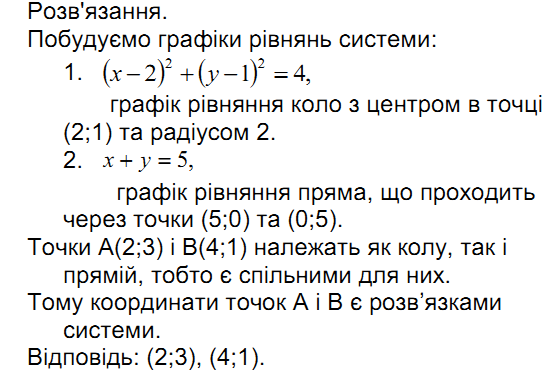 Розв'язання.
Побудуємо графіки рівнянь системи:
1. (x − 2)² + (y − 1)² = 4,
графік рівняння коло з центром в точці
(2;1) та радіусом 2.
2. x + y = 5,
графік рівняння пряма, що проходить
через точки (5;0) та (0;5).
Точки А(2;3) і В(4;1) належать як колу, так і
прямій, тобто є спільними для них.
Тому координати точок А і В є розв’язками
системи.
Відповідь: (2;3), (4;1).